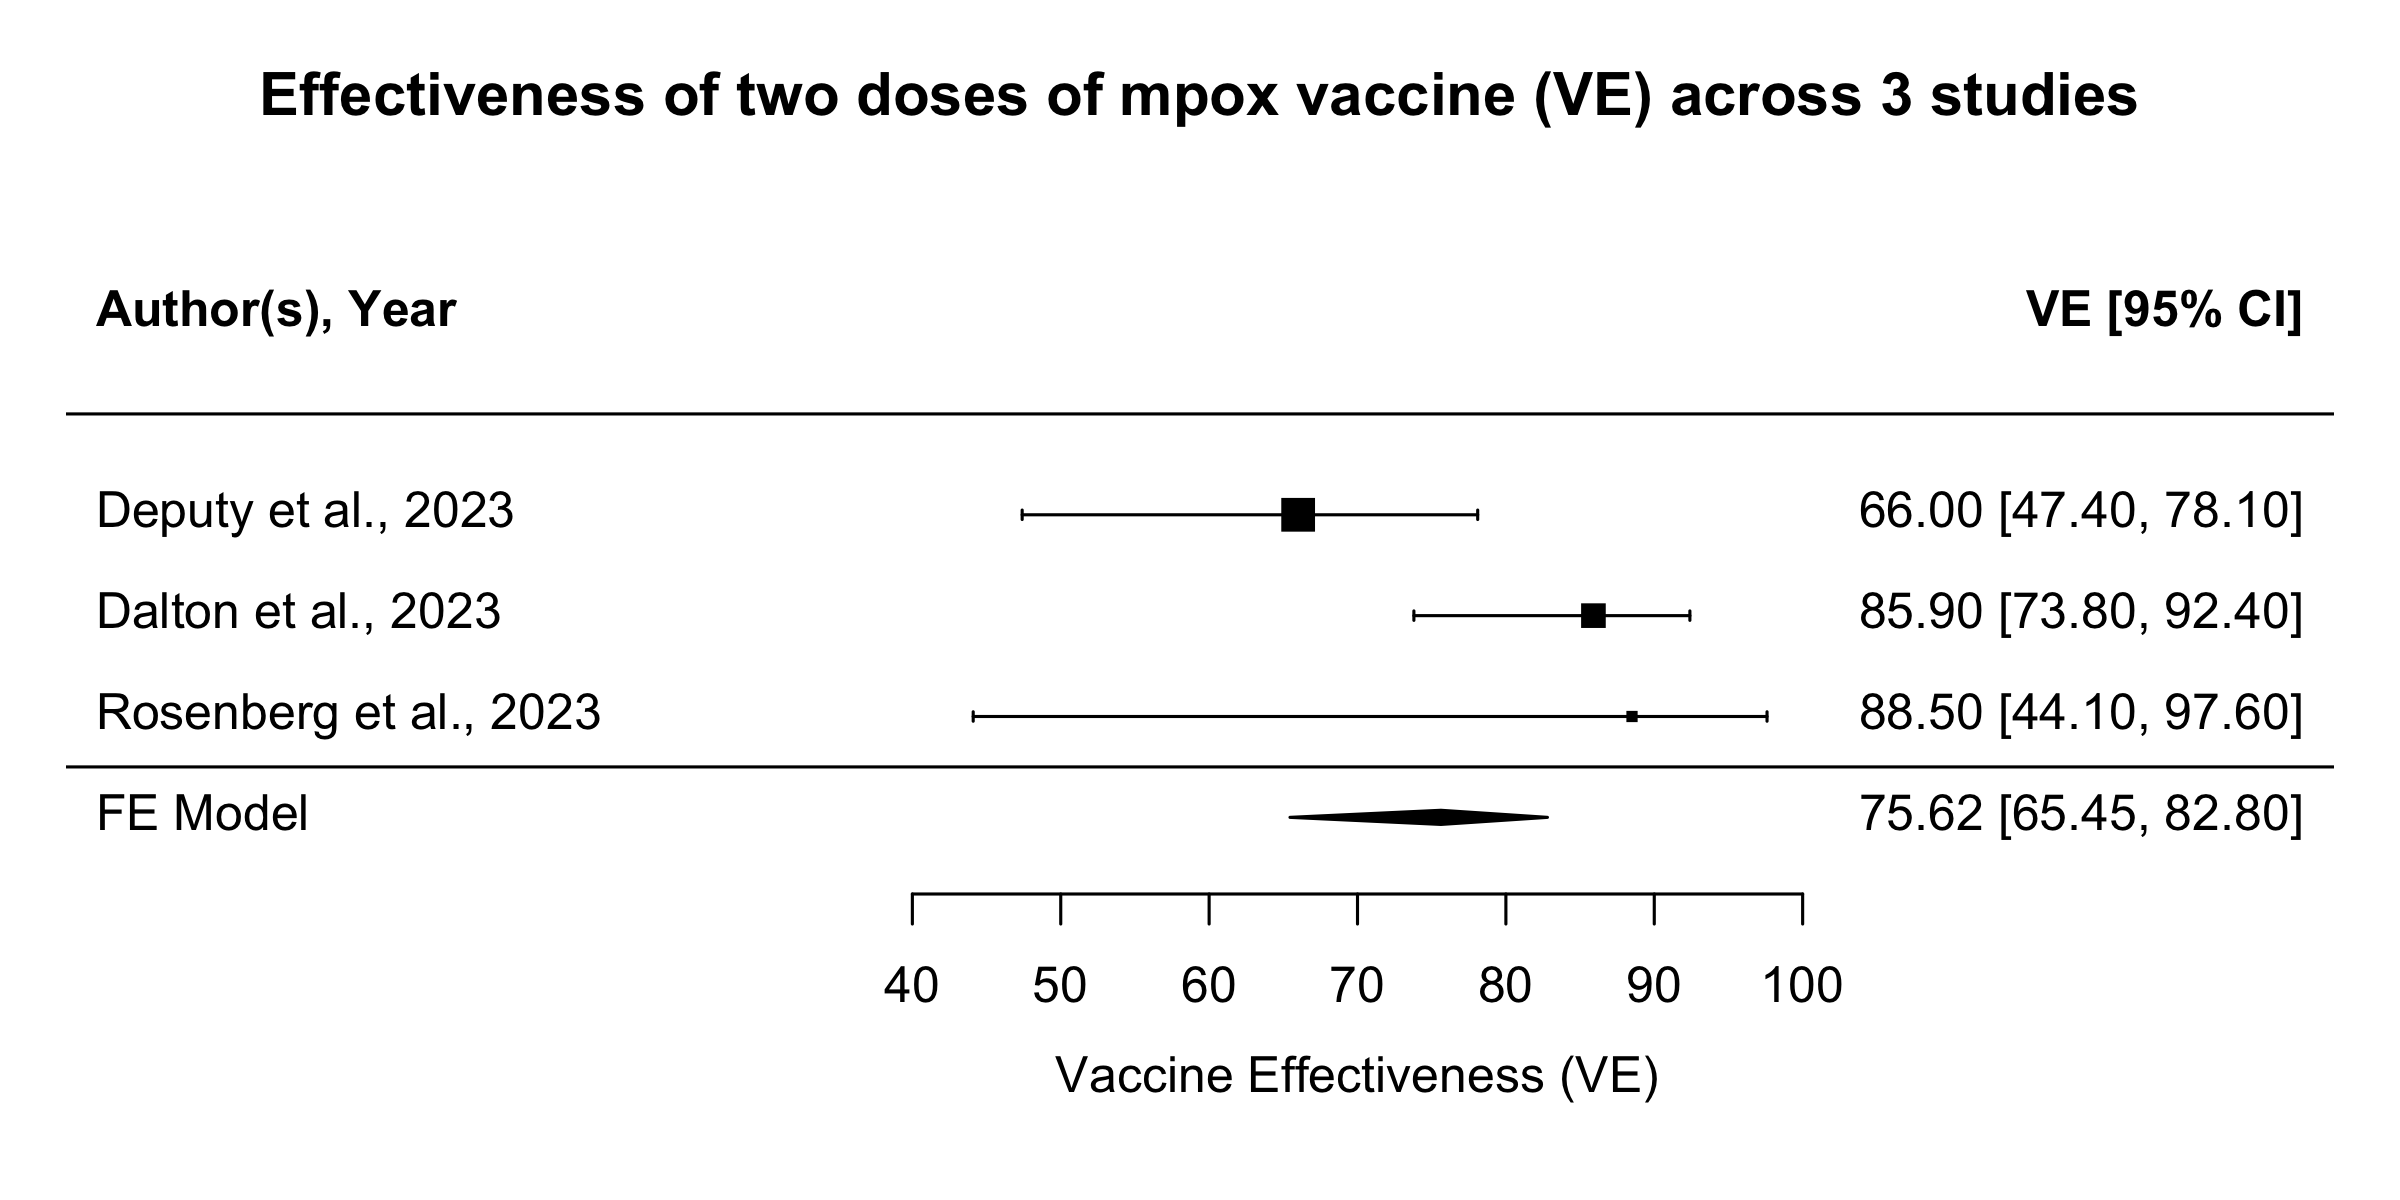 Effectiveness of two doses of mpox vaccine (VE) across 3 studies
Author(s), Year VE [95% CI]
Deputy et al., 2023 66.00 [47.40, 78.10]
Dalton et al., 2023 85.90 [73.80, 92.40]
Rosenberg et al., 2023 88.50 [44.10, 97.60]
FE Model 75.62 [65.45, 82.80]
40 50 60 70 80 90 100
Vaccine Effectiveness (VE)